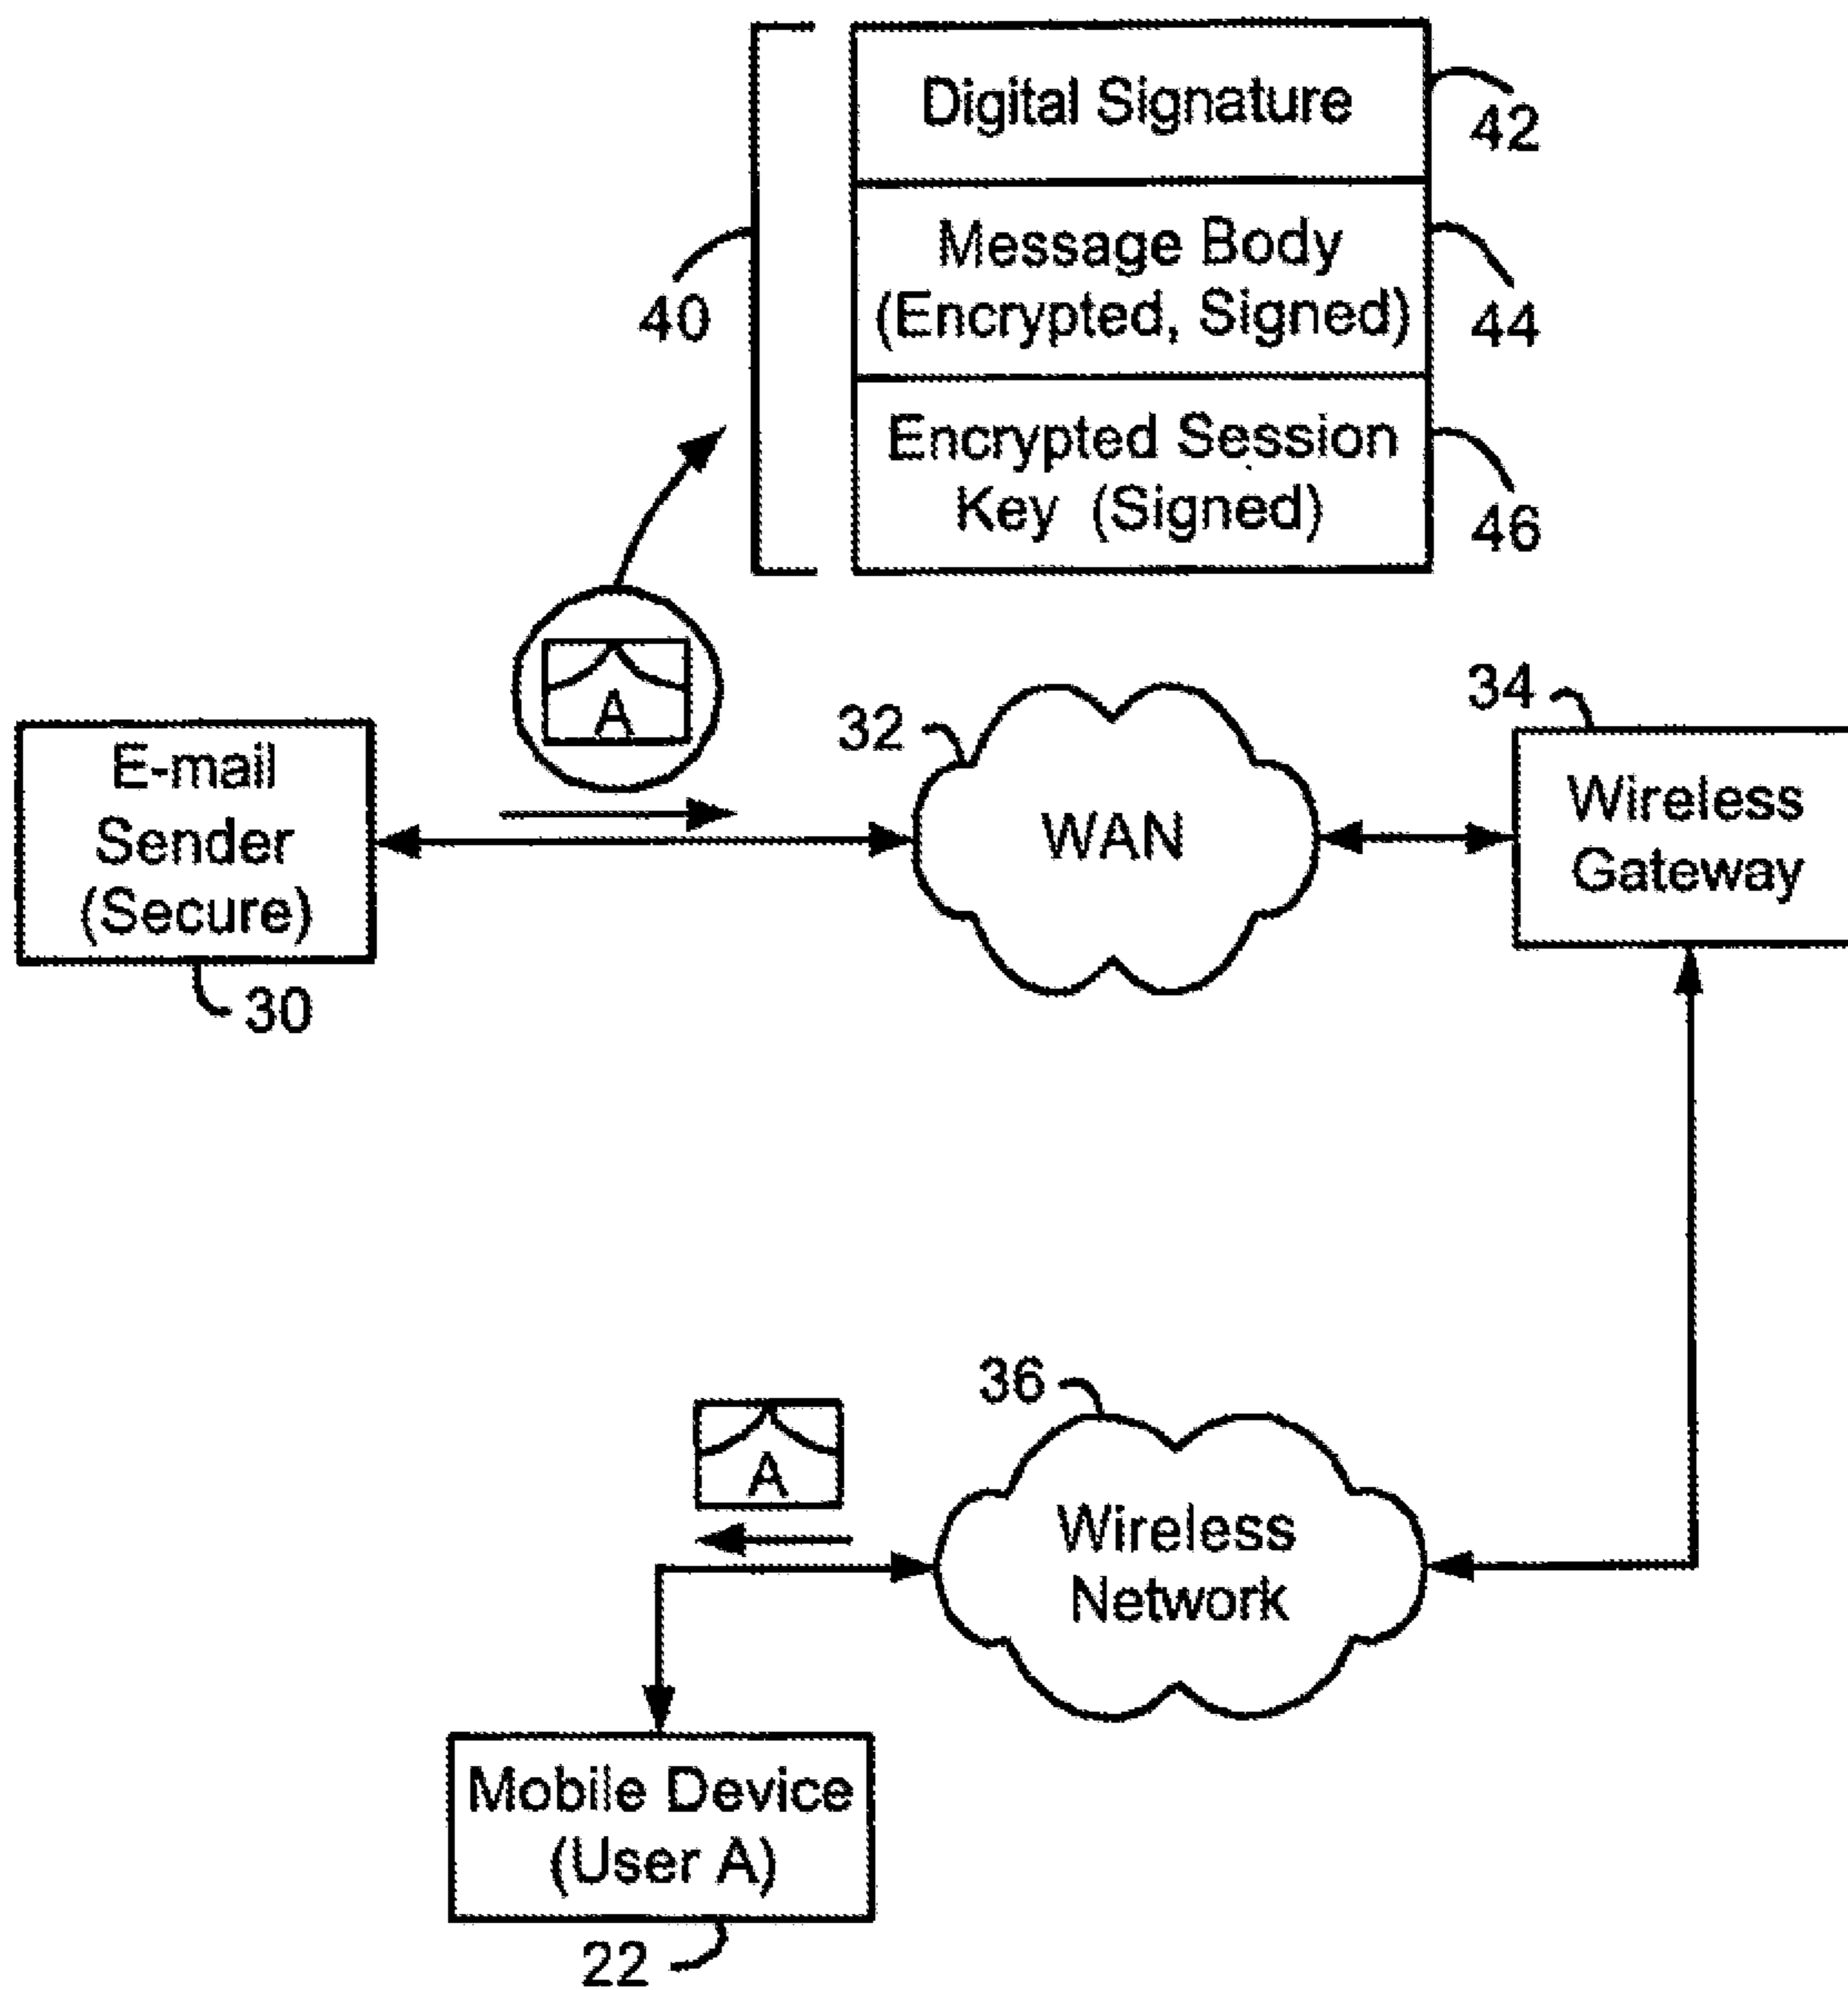 Digital Signature
42
Message Body
(Encrypted, Signed)
44
40
Encrypted Session
Key (Signed)
46
A
E-mail
Sender
(Secure)
30
32
WAN
34
Wireless
Gateway
36
A
Wireless
Network
Mobile Device
(User A)
22